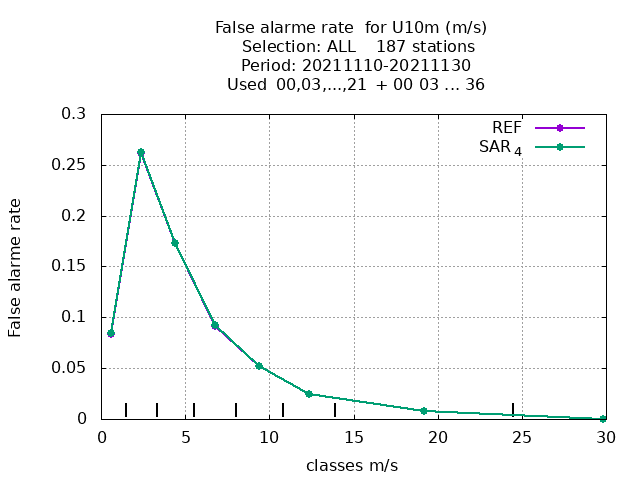 False alarme rate  for U10m (m/s)
Selection: ALL    187 stations
Period: 20211110-20211130
Used  00,03,...,21  + 00 03 ... 36
REF
SAR 4
False alarme rate
0.3
0.25
0.2
0.15
0.1
0.05
0
0 5 10 15 20 25 30
classes m/s